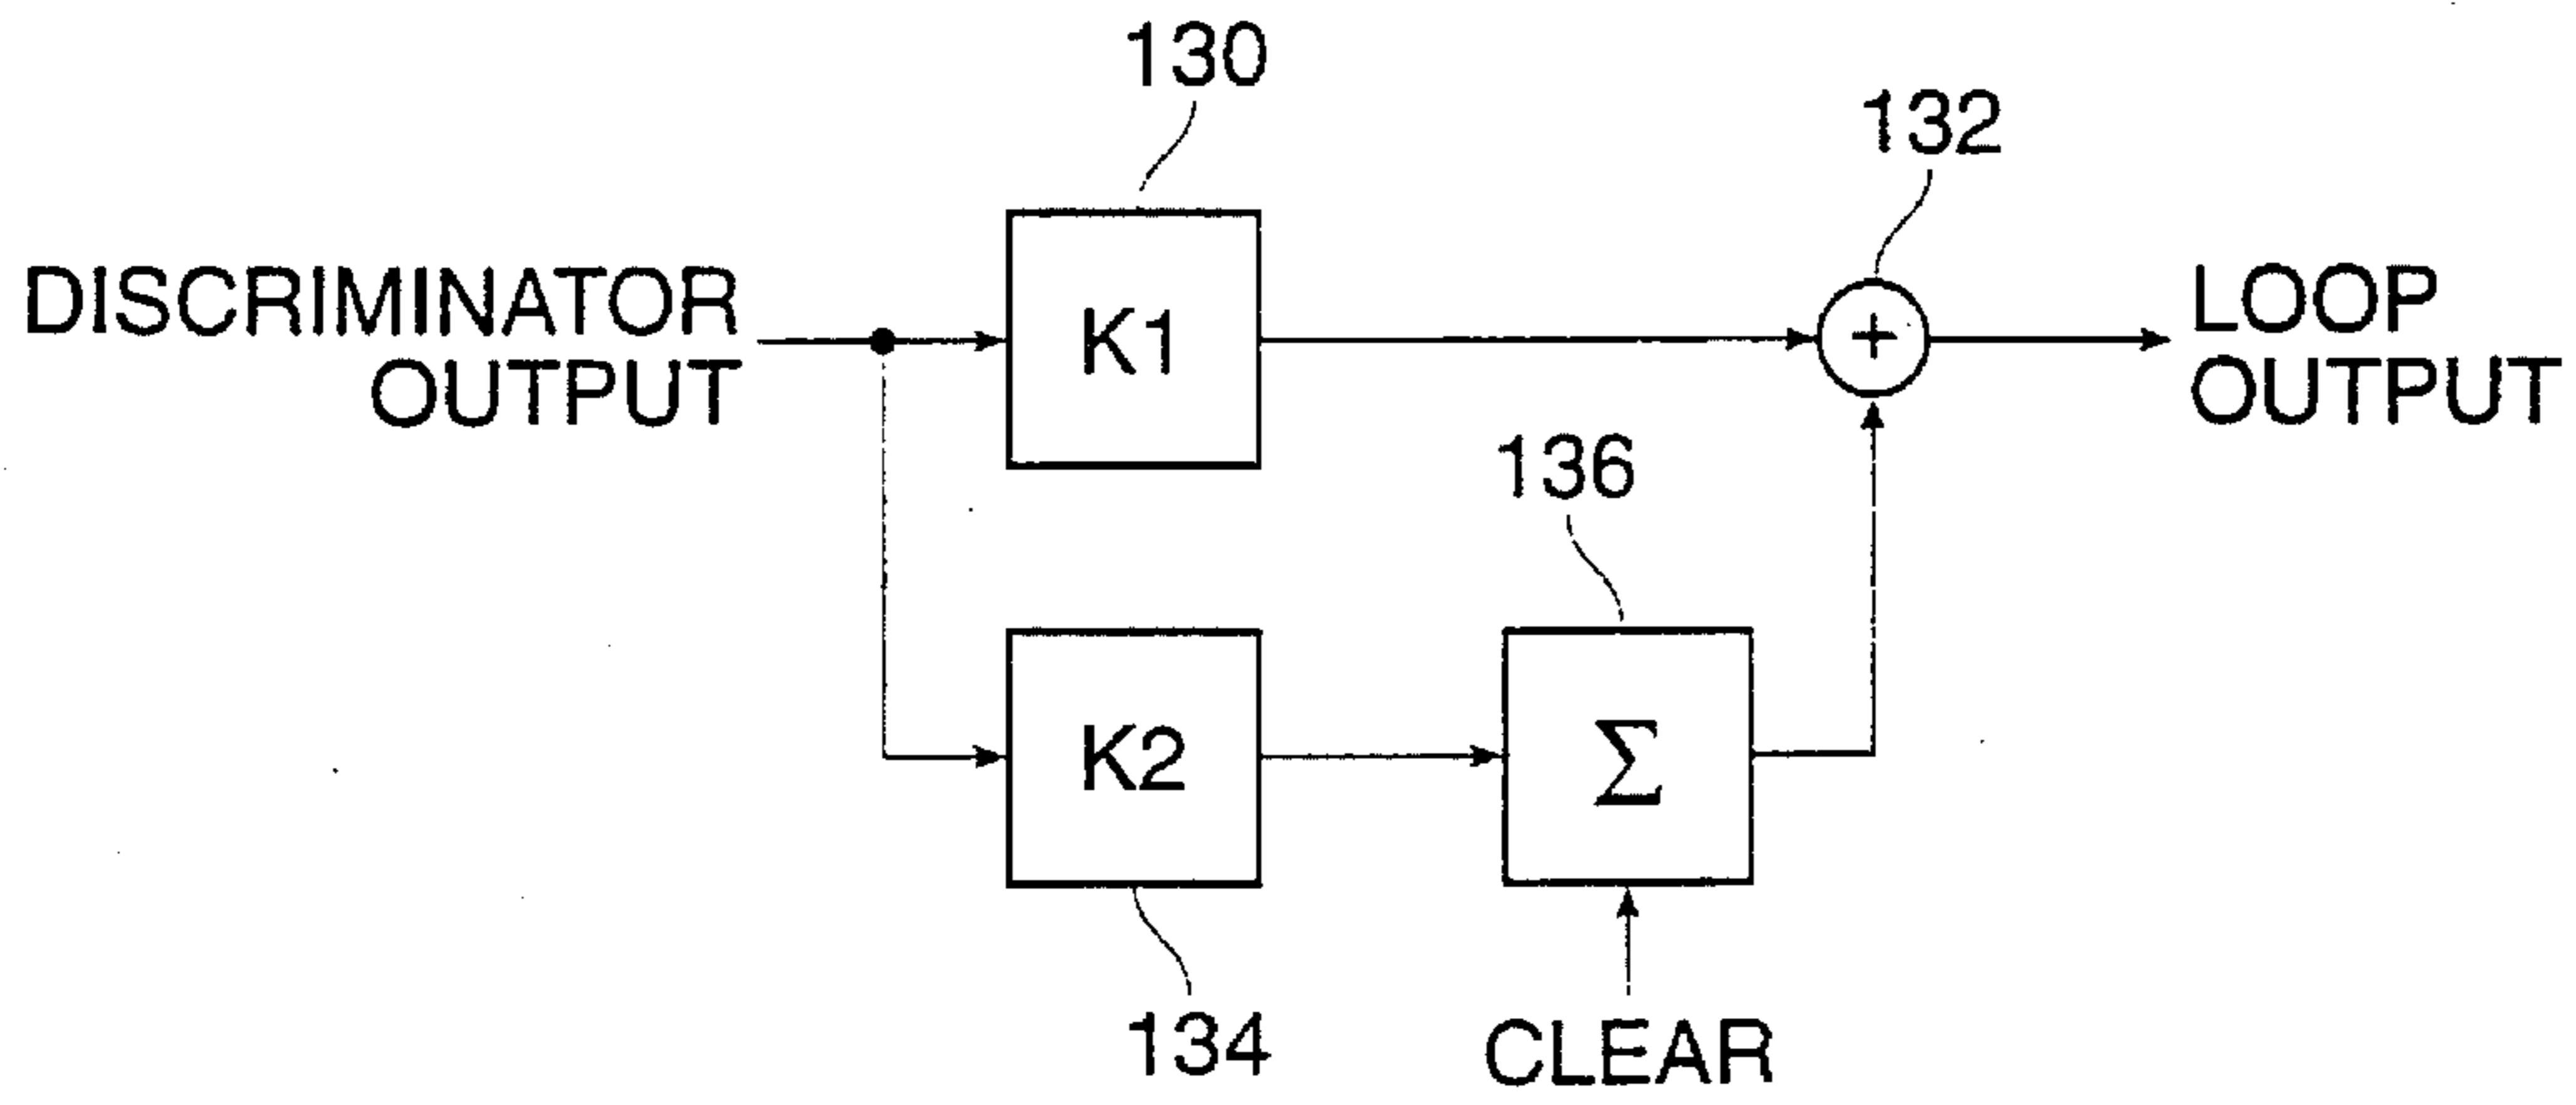 130
132
DISCRIMINATOR
OUTPUT
K1
+
LOOP
OUTPUT
136
K2
Σ
134
CLEAR